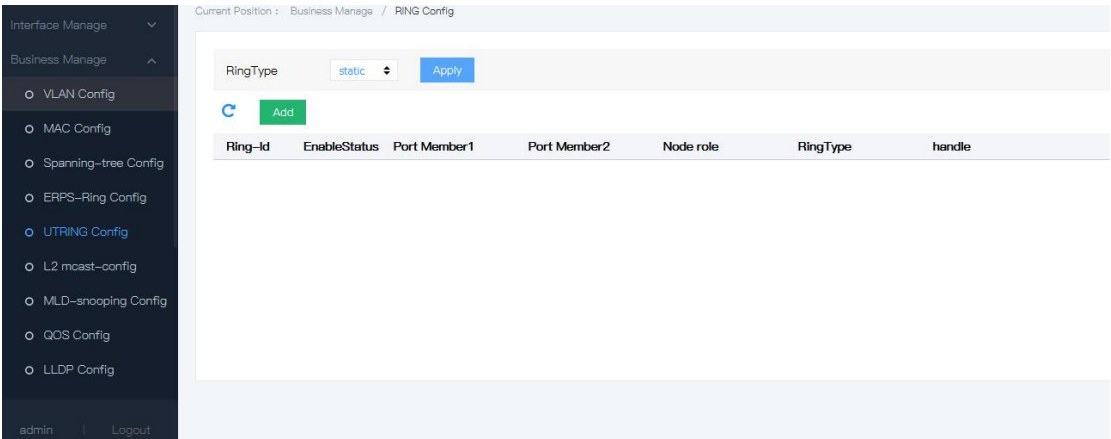 Interface Manage
Business Manage
VLAN Config
MAC Config
Spanning-tree Config
ERPS-Ring Config
UTRING Config
L2 mcast-config
MLD-snooping Config
QOS Config
LLDP Config
admin | Logout
Current Position : Business Manage / RING Config
RingType static Apply
Add
Ring-Id EnableStatus Port Member1 Port Member2 Node role RingType handle